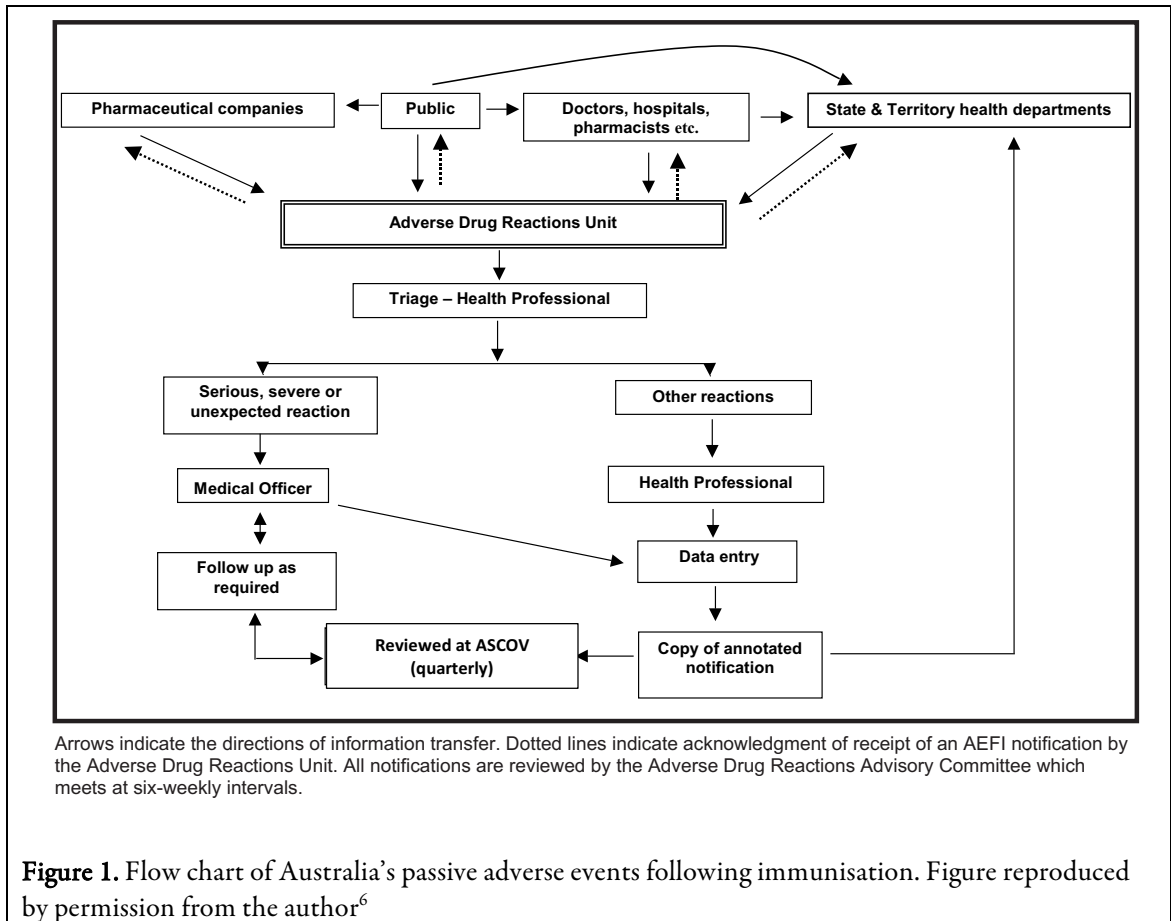 Pharmaceutical companies
Public
Doctors, hospitals,
pharmacists etc.
State & Territory health departments
Adverse Drug Reactions Unit
Triage – Health Professional
Serious, severe or
unexpected reaction
Other reactions
Medical Officer
Health Professional
Follow up as
required
Data entry
Reviewed at ASCOV
(quarterly)
Copy of annotated
notification
Arrows indicate the directions of information transfer. Dotted lines indicate acknowledgment of receipt of an AEFI notification by
the Adverse Drug Reactions Unit. All notifications are reviewed by the Adverse Drug Reactions Advisory Committee which
meets at six-weekly intervals.
Figure 1. Flow chart of Australia’s passive adverse events following immunisation. Figure reproduced
by permission from the author⁶